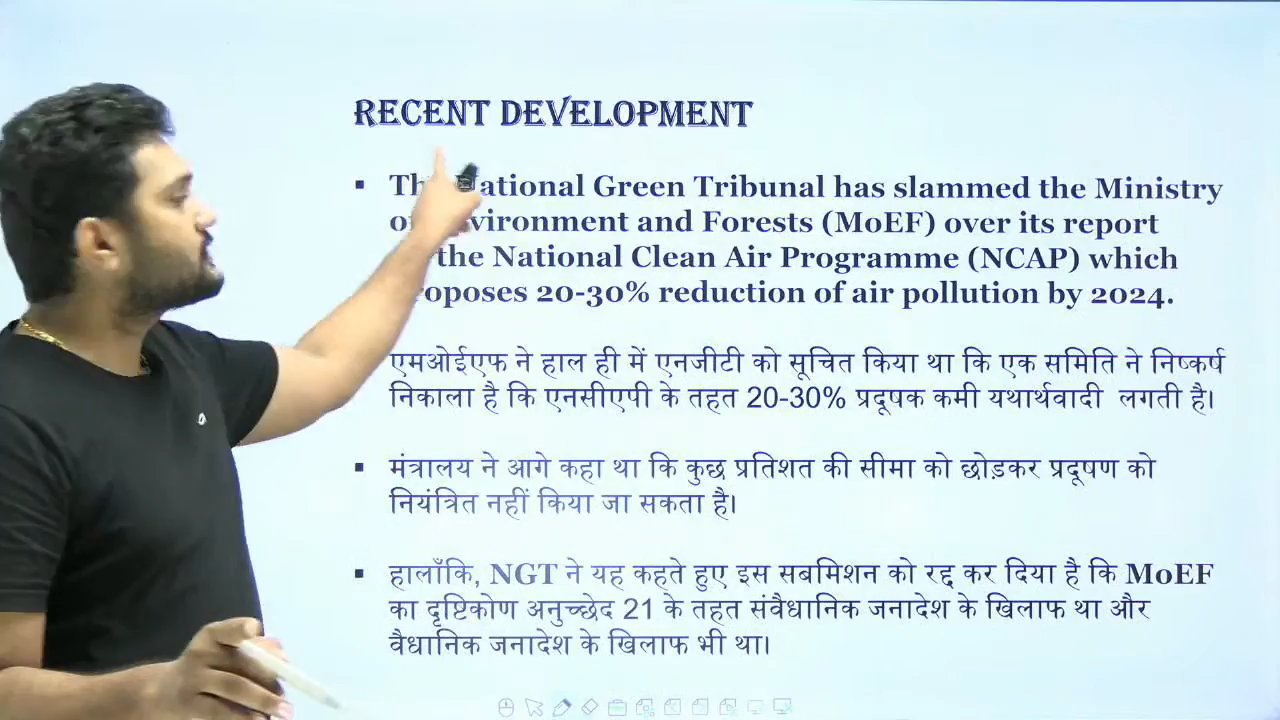 RECENT DEVELOPMENT
▪ National Green Tribunal has slammed the Ministry
Environment and Forests (MoEF) over its report
the National Clean Air Programme (NCAP) which
proposes 20-30% reduction of air pollution by 2024.
एमओईएफ ने हाल ही में एनजीटी को सूचित किया था कि एक समिति ने निष्कर्ष
निकाला है कि एनसीएपी के तहत 20-30% प्रदूषक कमी यथार्थवादी लगती है।
▪ मंत्रालय ने आगे कहा था कि कुछ प्रतिशत की सीमा को छोड़कर प्रदूषण को
नियंत्रित नहीं किया जा सकता है।
▪ हालाँकि, NGT ने यह कहते हुए इस सबमिशन को रद्द कर दिया है कि MoEF
का दृष्टिकोण अनुच्छेद 21 के तहत संवैधानिक जनादेश के खिलाफ था और
वैधानिक जनादेश के खिलाफ भी था।